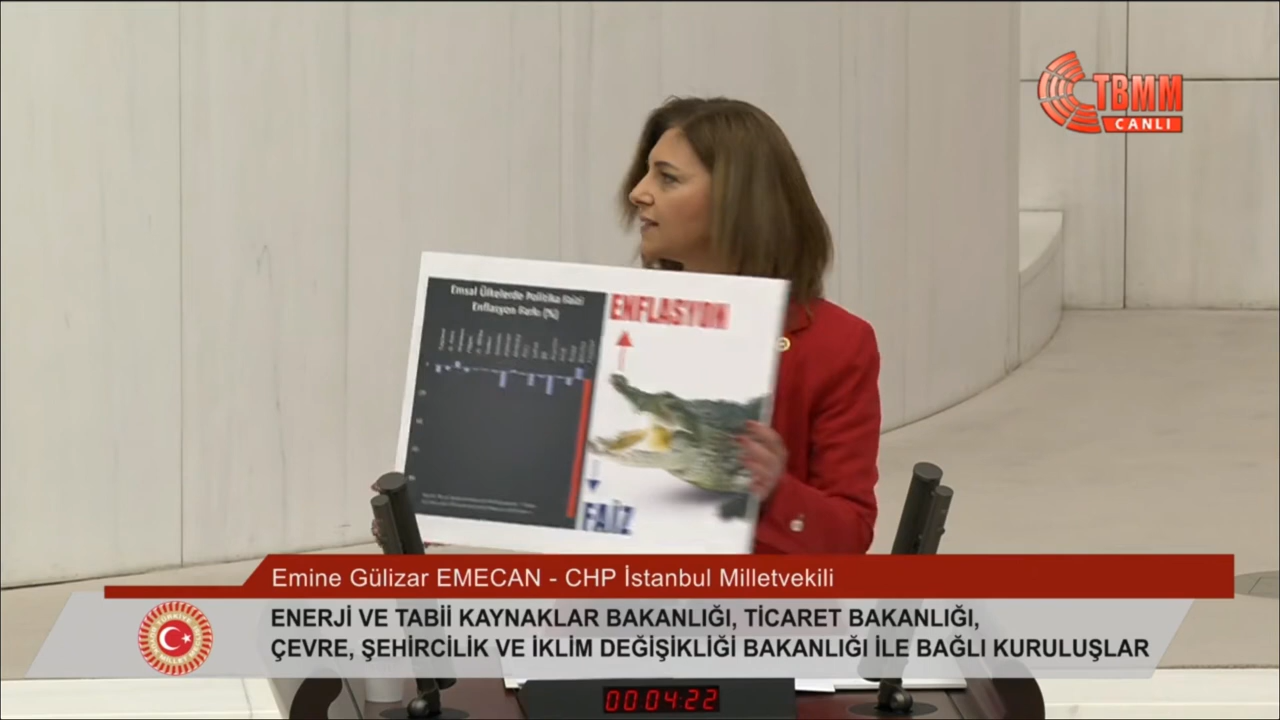 TBMM
CANLI
Emsal Ülkelerde Politika Faizi
Enflasyon Farkı (%)
ENFLASYON
FAİZ
Emine Gülizar EMECAN - CHP İstanbul Milletvekili
ENERJİ VE TABİİ KAYNAKLAR BAKANLIĞI, TİCARET BAKANLIĞI,
ÇEVRE, ŞEHİRCİLİK VE İKLİM DEĞİŞİKLİĞİ BAKANLIĞI İLE BAĞLI KURULUŞLAR
00:04:22